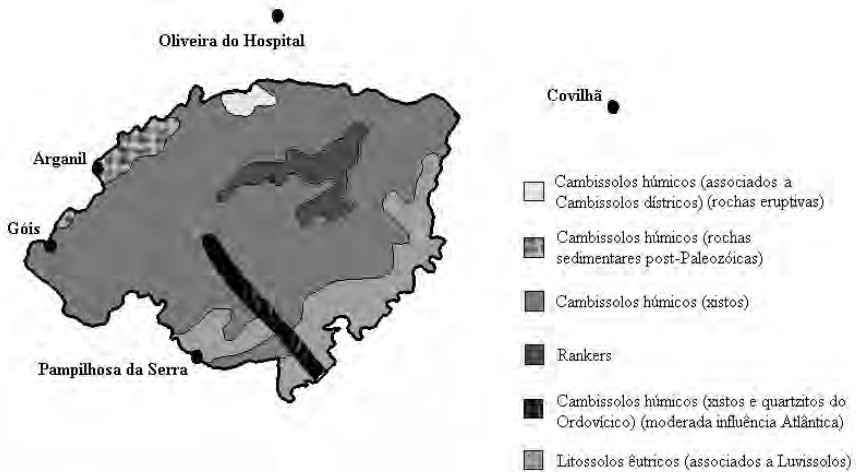 Oliveira do Hospital
Covilhã
Arganil
Góis
Pampilhosa da Serra
Cambissolos húmicos (associados a
Cambissolos dístricos) (rochas eruptivas)
Cambissolos húmicos (rochas
sedimentares post-Paleozóicas)
Cambissolos húmicos (xistos)
Rankers
Cambissolos húmicos (xistos e quartzitos do
Ordovícico) (moderada influência Atlântica)
Litossolos êutricos (associados a Luvissolos)